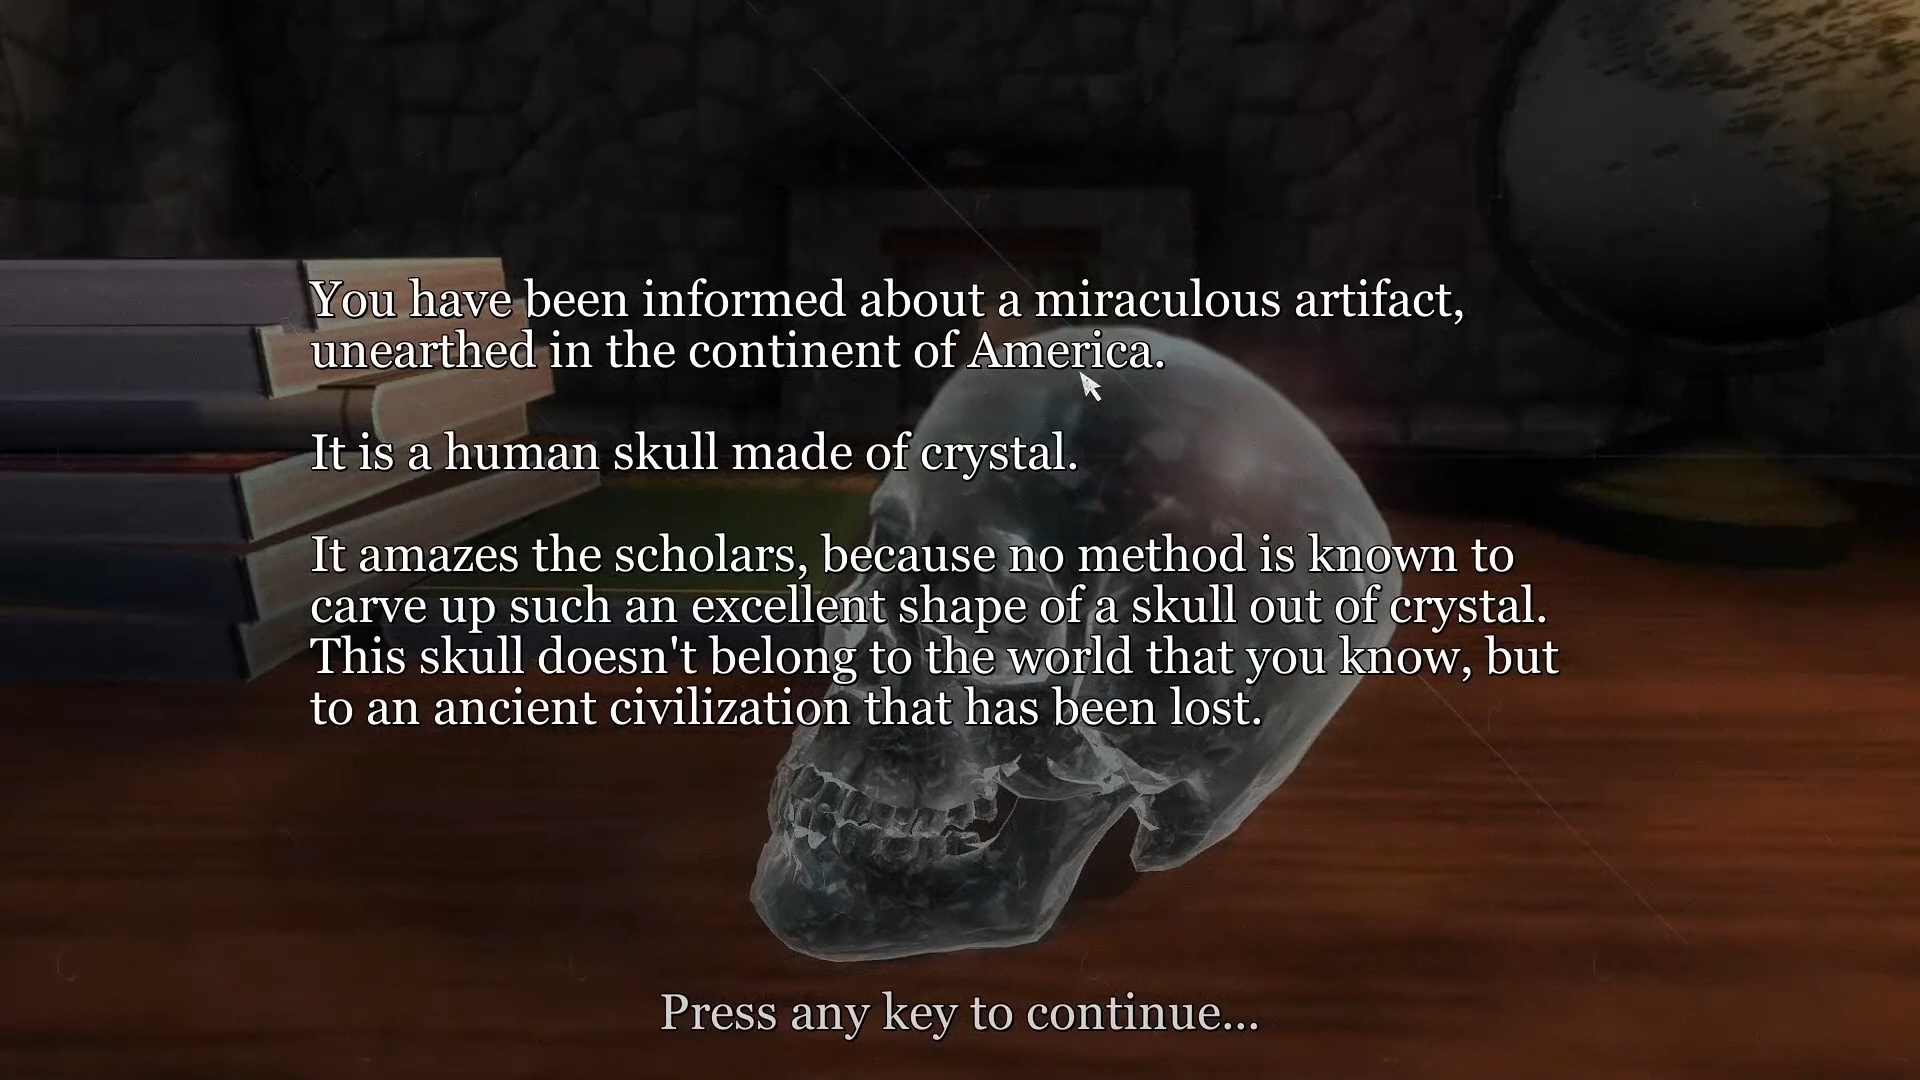 You have been informed about a miraculous artifact,
unearthed in the continent of America.
It is a human skull made of crystal.
It amazes the scholars, because no method is known to
carve up such an excellent shape of a skull out of crystal.
This skull doesn't belong to the world that you know, but
to an ancient civilization that has been lost.
Press any key to continue...